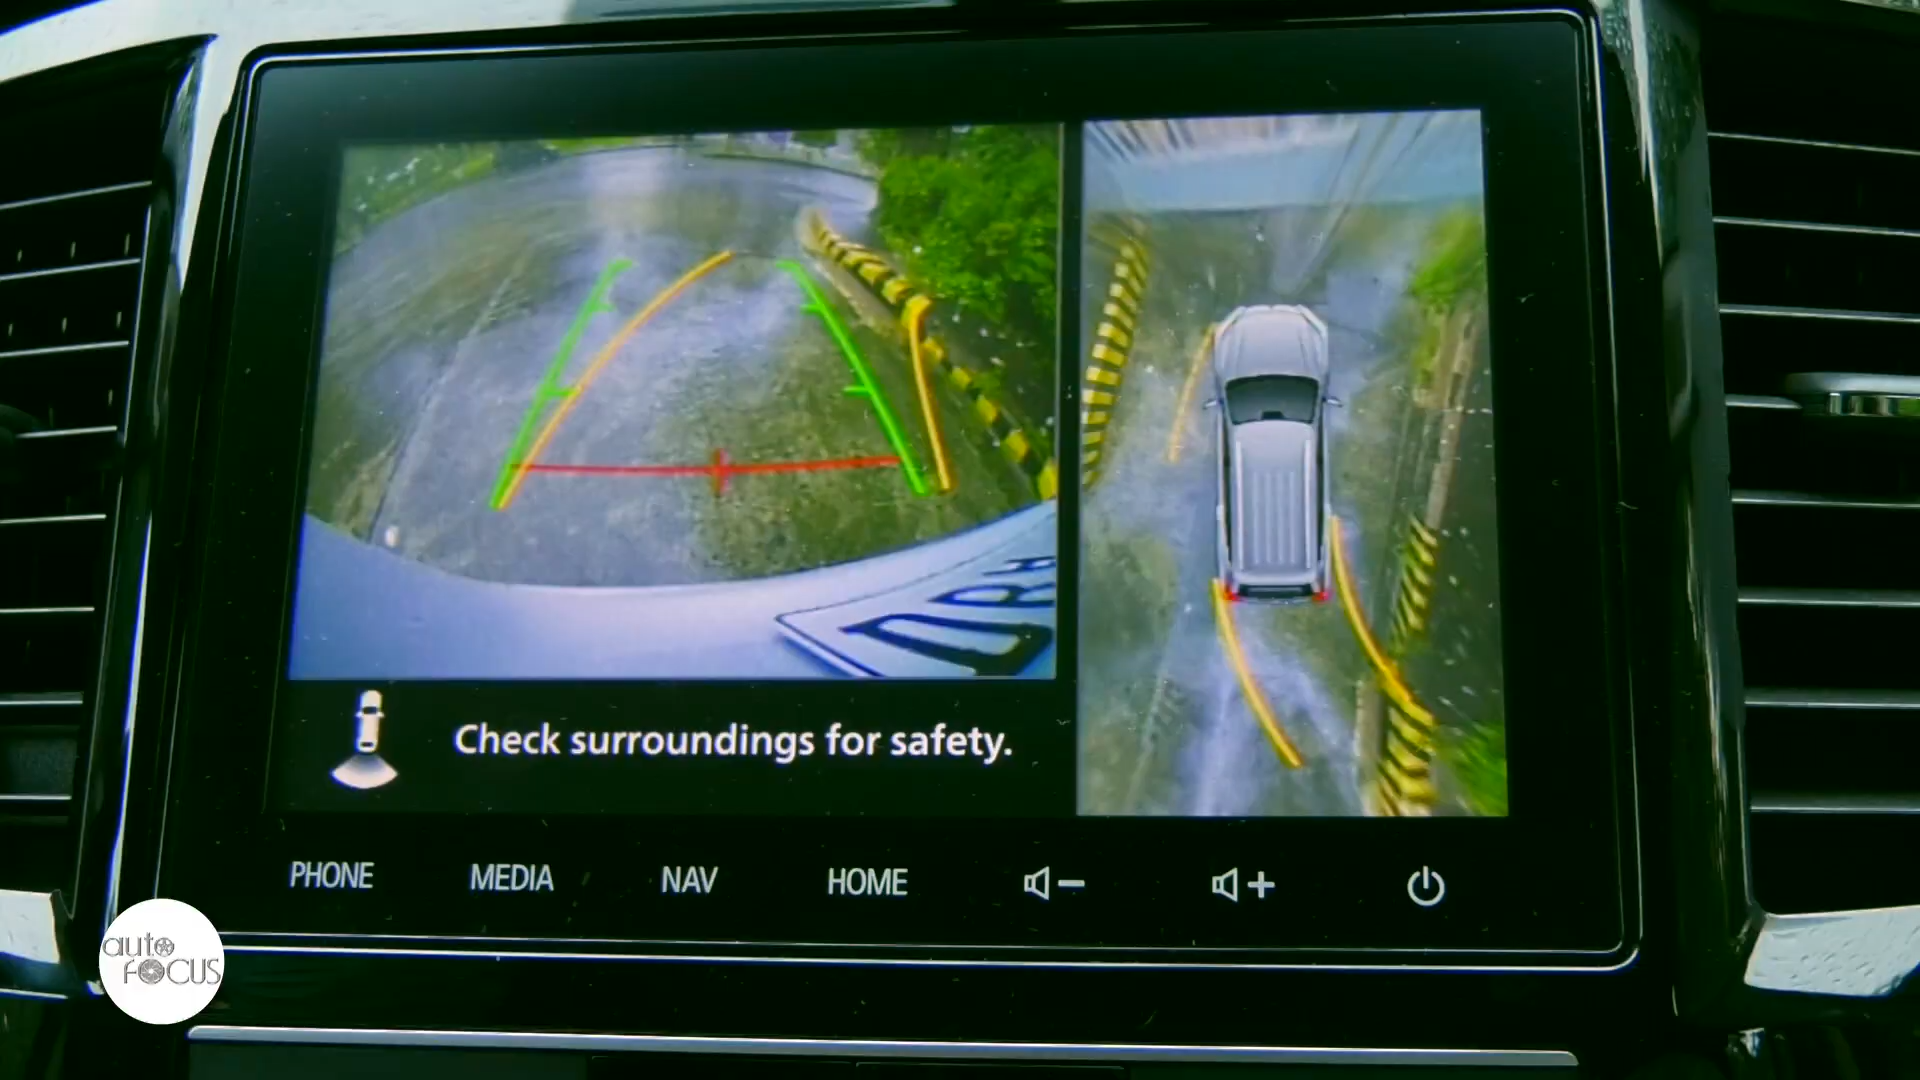 Check surroundings for safety.
PHONE MEDIA NAV HOME
auto
FOCUS